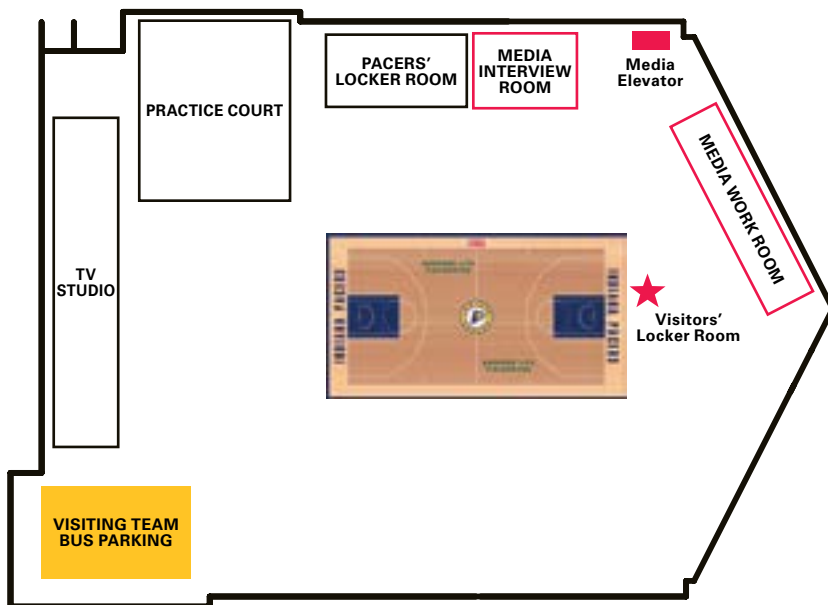 PACERS'
LOCKER ROOM
MEDIA
INTERVIEW
ROOM
Media
Elevator
PRACTICE COURT
MEDIA WORK ROOM
TV
STUDIO
INDIANA PACERS
INDIANA PACERS
Visitors'
Locker Room
VISITING TEAM
BUS PARKING